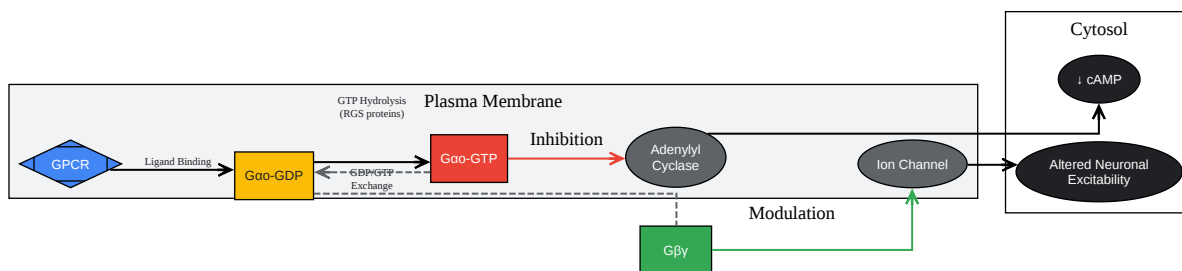 Cytosol
↓ cAMP
GTP Hydrolysis
(RGS proteins)
Plasma Membrane
GPCR
Ligand Binding
Gαo-GDP
GDP/GTP
Exchange
Gαo-GTP
Inhibition
Adenylyl
Cyclase
Ion Channel
Altered Neuronal
Excitability
Modulation
Gβγ